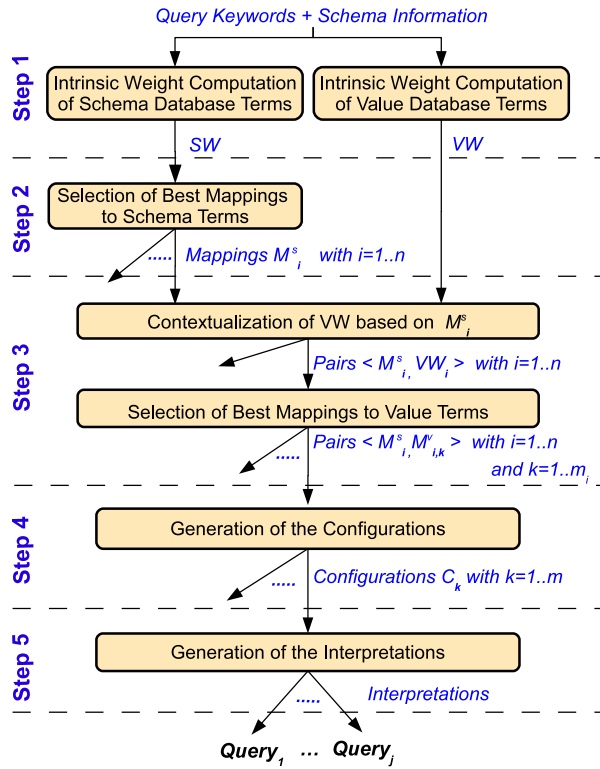 Query Keywords + Schema Information
Step 1
Intrinsic Weight Computation
of Schema Database Terms
Intrinsic Weight Computation
of Value Database Terms
SW
VW
Step 2
Selection of Best Mappings
to Schema Terms
..... Mappings M^s_i with i=1..n
Step 3
Contextualization of VW based on M^s_i
Pairs < M^s_i, VW_i > with i=1..n
Selection of Best Mappings to Value Terms
..... Pairs < M^s_i, M^v_i,k > with i=1..n
and k=1..m_i
Step 4
Generation of the Configurations
..... Configurations C_k with k=1..m
Step 5
Generation of the Interpretations
..... Interpretations
Query_1 ... Query_j